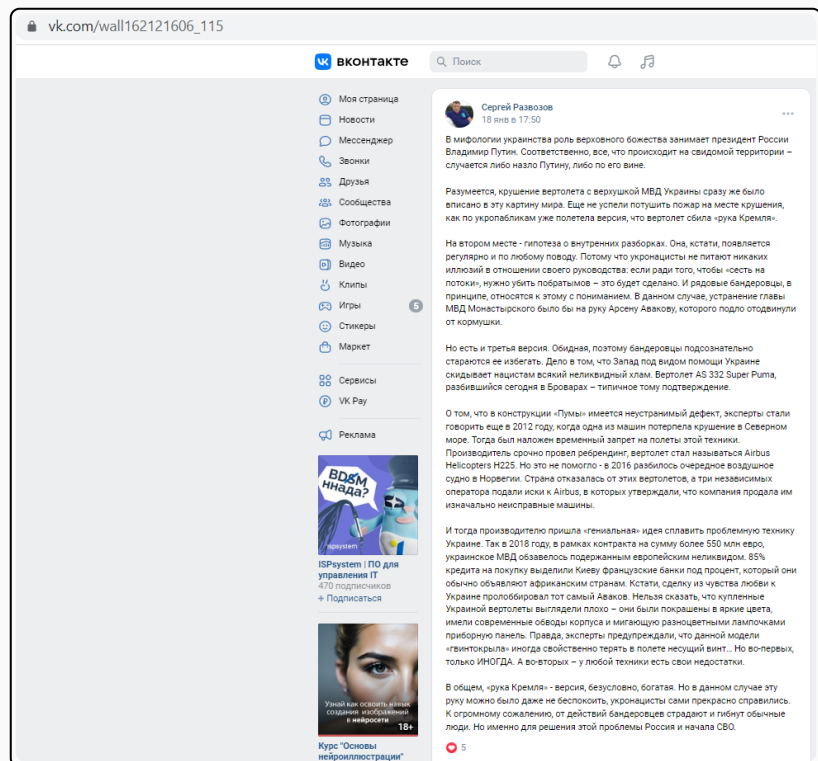 vk.com/wall162121606_115
вконтакте
Поиск
Моя страница
Новости
Мессенджер
Звонки
Друзья
Сообщества
Фотографии
Музыка
Видео
Клипы
Игры
5
Стикеры
Маркет
Сервисы
VK Pay
Реклама
BDSM
ННАДА?
ispsystem
ISPsystem | ПО для
управления IT
470 подписчиков
+ Подписаться
Узнай как освоить навык
создания изображений
в нейросети
18+
Курс "Основы
нейроиллюстрации"
Сергей Развозов
18 янв в 17:50
В мифологии украинства роль верховного божества занимает президент России
Владимир Путин. Соответственно, все, что происходит на свидомой территории –
случается либо назло Путину, либо по его вине.
Разумеется, крушение вертолета с верхушкой МВД Украины сразу же было
вписано в эту картину мира. Еще не успели потушить пожар на месте крушения,
как по укропабликам уже полетела версия, что вертолет сбила «рука Кремля».
На втором месте - гипотеза о внутренних разборках. Она, кстати, появляется
регулярно и по любому поводу. Потому что укронацисты не питают никаких
иллюзий в отношении своего руководства: если ради того, чтобы «сесть на
потоки», нужно убить побратымов – это будет сделано. И рядовые бандеровцы, в
принципе, относятся к этому с пониманием. В данном случае, устранение главы
МВД Монастырского было бы на руку Арсену Авакову, которого подло отодвинули
от кормушки.
Но есть и третья версия. Обидная, поэтому бандеровцы подсознательно
стараются ее избегать. Дело в том, что Запад под видом помощи Украине
скидывает нацистам всякий неликвидный хлам. Вертолет AS 332 Super Puma,
разбившийся сегодня в Броварах – типичное тому подтверждение.
О том, что в конструкции «Пумы» имеется неустранимый дефект, эксперты стали
говорить еще в 2012 году, когда одна из машин потерпела крушение в Северном
море. Тогда был наложен временный запрет на полеты этой техники.
Производитель срочно провел ребрендинг, вертолет стал называться Airbus
Helicopters H225. Но это не помогло - в 2016 разбилось очередное воздушное
судно в Норвегии. Страна отказалась от этих вертолетов, а три независимых
оператора подали иски к Airbus, в которых утверждали, что компания продала им
изначально неисправные машины.
И тогда производителю пришла «гениальная» идея сплавить проблемную технику
Украине. Так в 2018 году, в рамках контракта на сумму более 550 млн евро,
украинское МВД обзавелось подержанным европейским неликвидом. 85%
кредита на покупку выделили Киеву французские банки под процент, который они
обычно объявляют африканским странам. Кстати, сделку из чувства любви к
Украине пролоббировал тот самый Аваков. Нельзя сказать, что купленные
Украиной вертолеты выглядели плохо – они были покрашены в яркие цвета,
имели современные обводы корпуса и мигающую разноцветными лампочками
приборную панель. Правда, эксперты предупреждали, что данной модели
«гвинтокрыла» иногда свойственно терять в полете несущий винт... Но во-первых,
только ИНОГДА. А во-вторых – у любой техники есть свои недостатки.
В общем, «рука Кремля» - версия, безусловно, богатая. Но в данном случае эту
руку можно было даже не беспокоить, укронацисты сами прекрасно справились.
К огромному сожалению, от действий бандеровцев страдают и гибнут обычные
люди. Но именно для решения этой проблемы Россия и начала СВО.
5